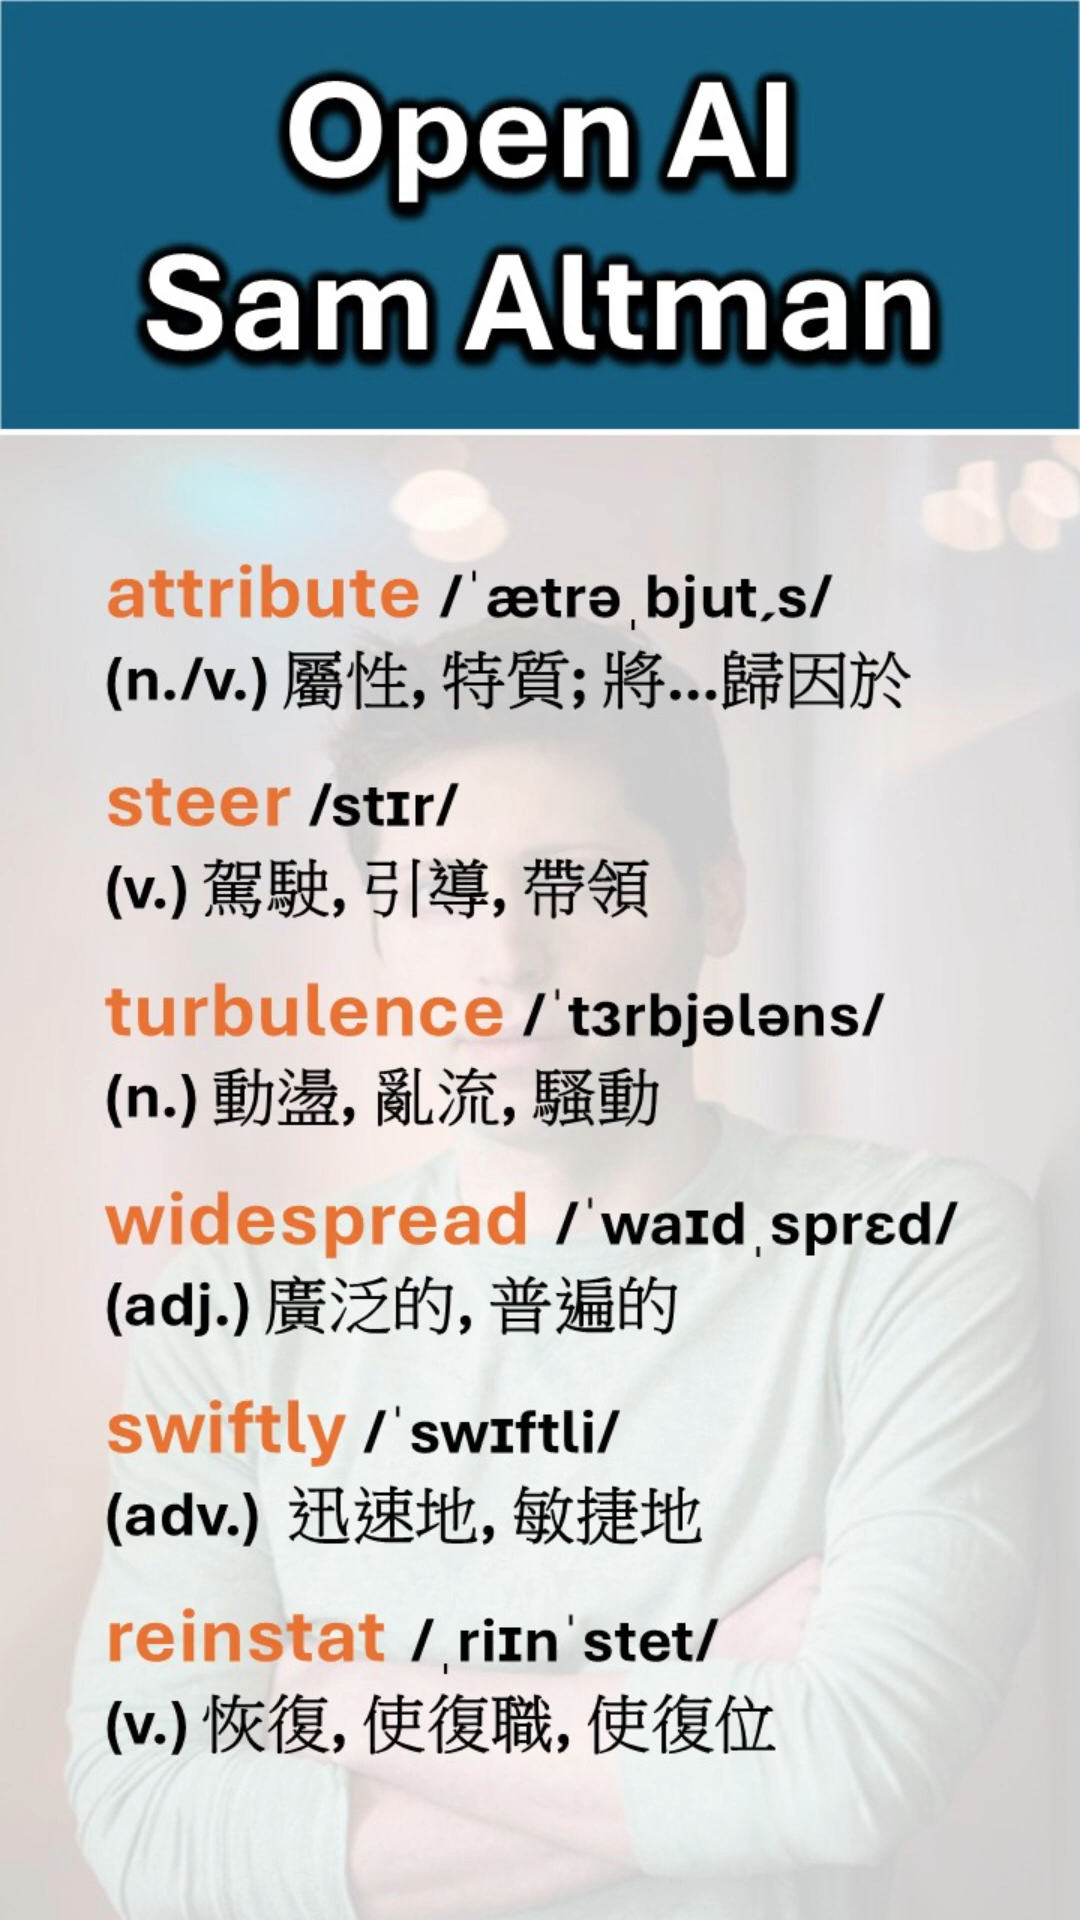 Open AI
Sam Altman
attribute /ˈætrəˌbjut,s/
(n./v.) 屬性, 特質; 將...歸因於
steer /stɪr/
(v.) 駕駛, 引導, 帶領
turbulence /ˈtɜrbjələns/
(n.) 動盪, 亂流, 騷動
widespread /ˈwaɪdˌsprɛd/
(adj.) 廣泛的, 普遍的
swiftly /ˈswɪftli/
(adv.) 迅速地, 敏捷地
reinstat /ˌriɪnˈstet/
(v.) 恢復, 使復職, 使復位